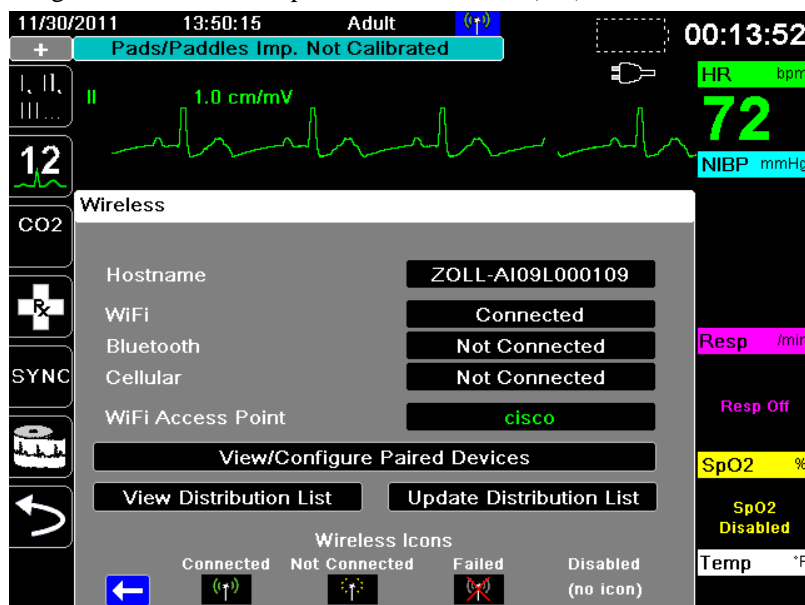 11/30/2011 13:50:15 Adult
00:13:52
Pads/Paddles Imp. Not Calibrated
I, II,
III...
II 1.0 cm/mV
HR bpm
72
12
NIBP mmHg
Wireless
CO2
Hostname ZOLL-AI09L000109
Rx
WiFi Connected
Bluetooth Not Connected
Resp /min
SYNC
Cellular Not Connected
Resp Off
WiFi Access Point cisco
View/Configure Paired Devices
SpO2 %
View Distribution List Update Distribution List
SpO2
Disabled
Wireless Icons
Connected Not Connected Failed Disabled
Temp °F
(no icon)